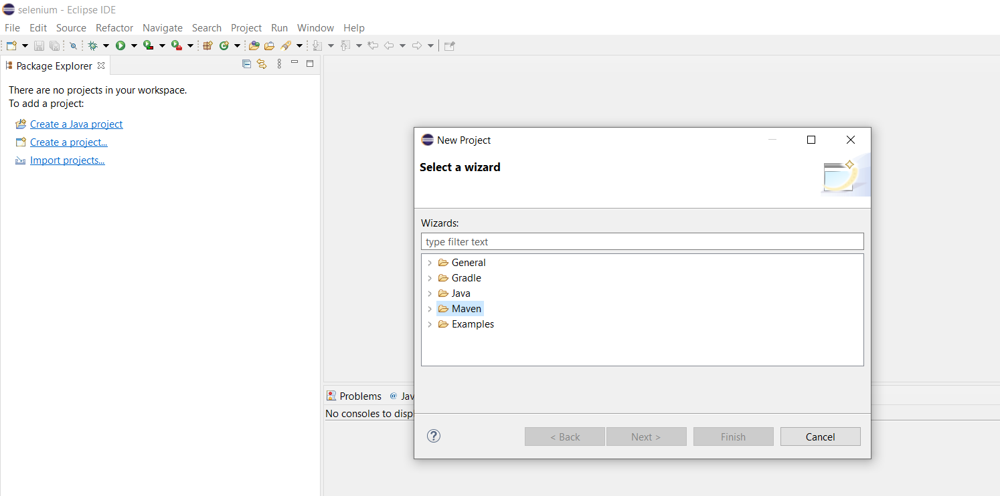 selenium - Eclipse IDE
File Edit Source Refactor Navigate Search Project Run Window Help
Package Explorer
There are no projects in your workspace.
To add a project:
Create a Java project
Create a project...
Import projects...
New Project
Select a wizard
Wizards:
type filter text
General
Gradle
Java
Maven
Examples
< Back Next > Finish Cancel
Problems @ Jav
No consoles to disp